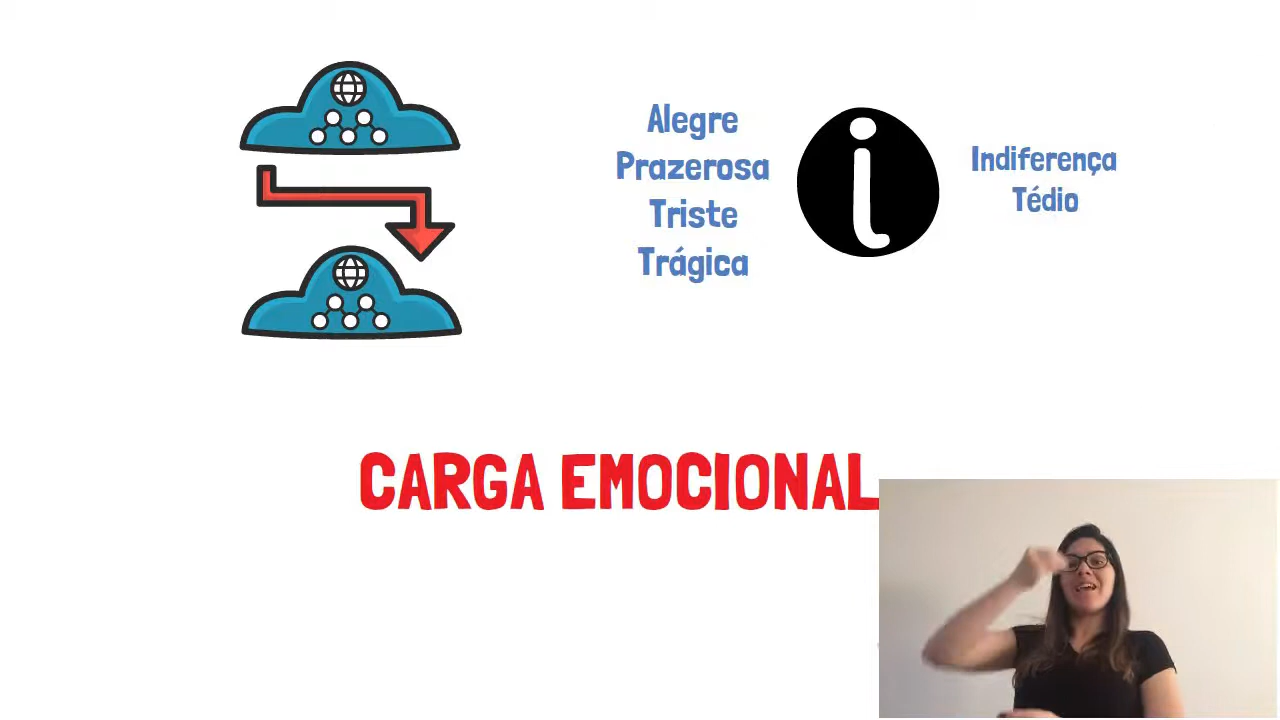 Alegre
Prazerosa
Triste
Trágica
i
Indiferença
Tédio
CARGA EMOCIONAL